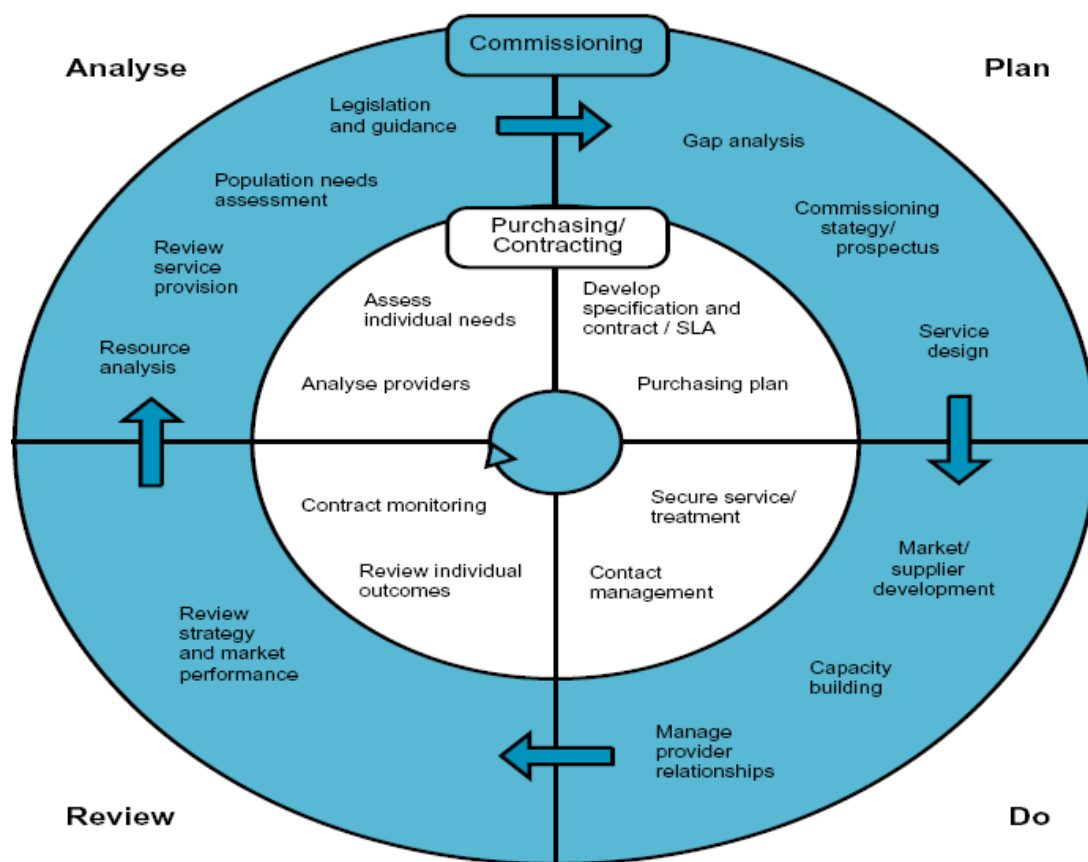 Commissioning
Analyse
Plan
Legislation
and guidance
Gap analysis
Population needs
assessment
Commissioning
stategy/
prospectus
Purchasing/
Contracting
Review
service
provision
Assess
individual needs
Develop
specification and
contract / SLA
Resource
analysis
Service
design
Analyse providers
Purchasing plan
Contract monitoring
Secure service/
treatment
Review individual
outcomes
Contact
management
Market/
supplier
development
Review
strategy
and market
performance
Capacity
building
Manage
provider
relationships
Review
Do